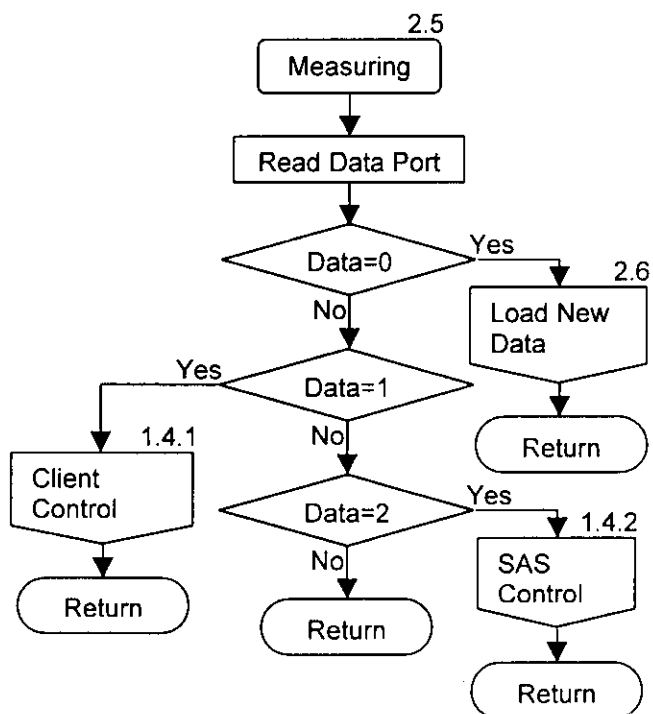 2.5
Measuring
Read Data Port
Data=0
Yes
No
2.6
Load New
Data
Return
Data=1
Yes
No
1.4.1
Client
Control
Return
Data=2
Yes
No
1.4.2
SAS
Control
Return
Return